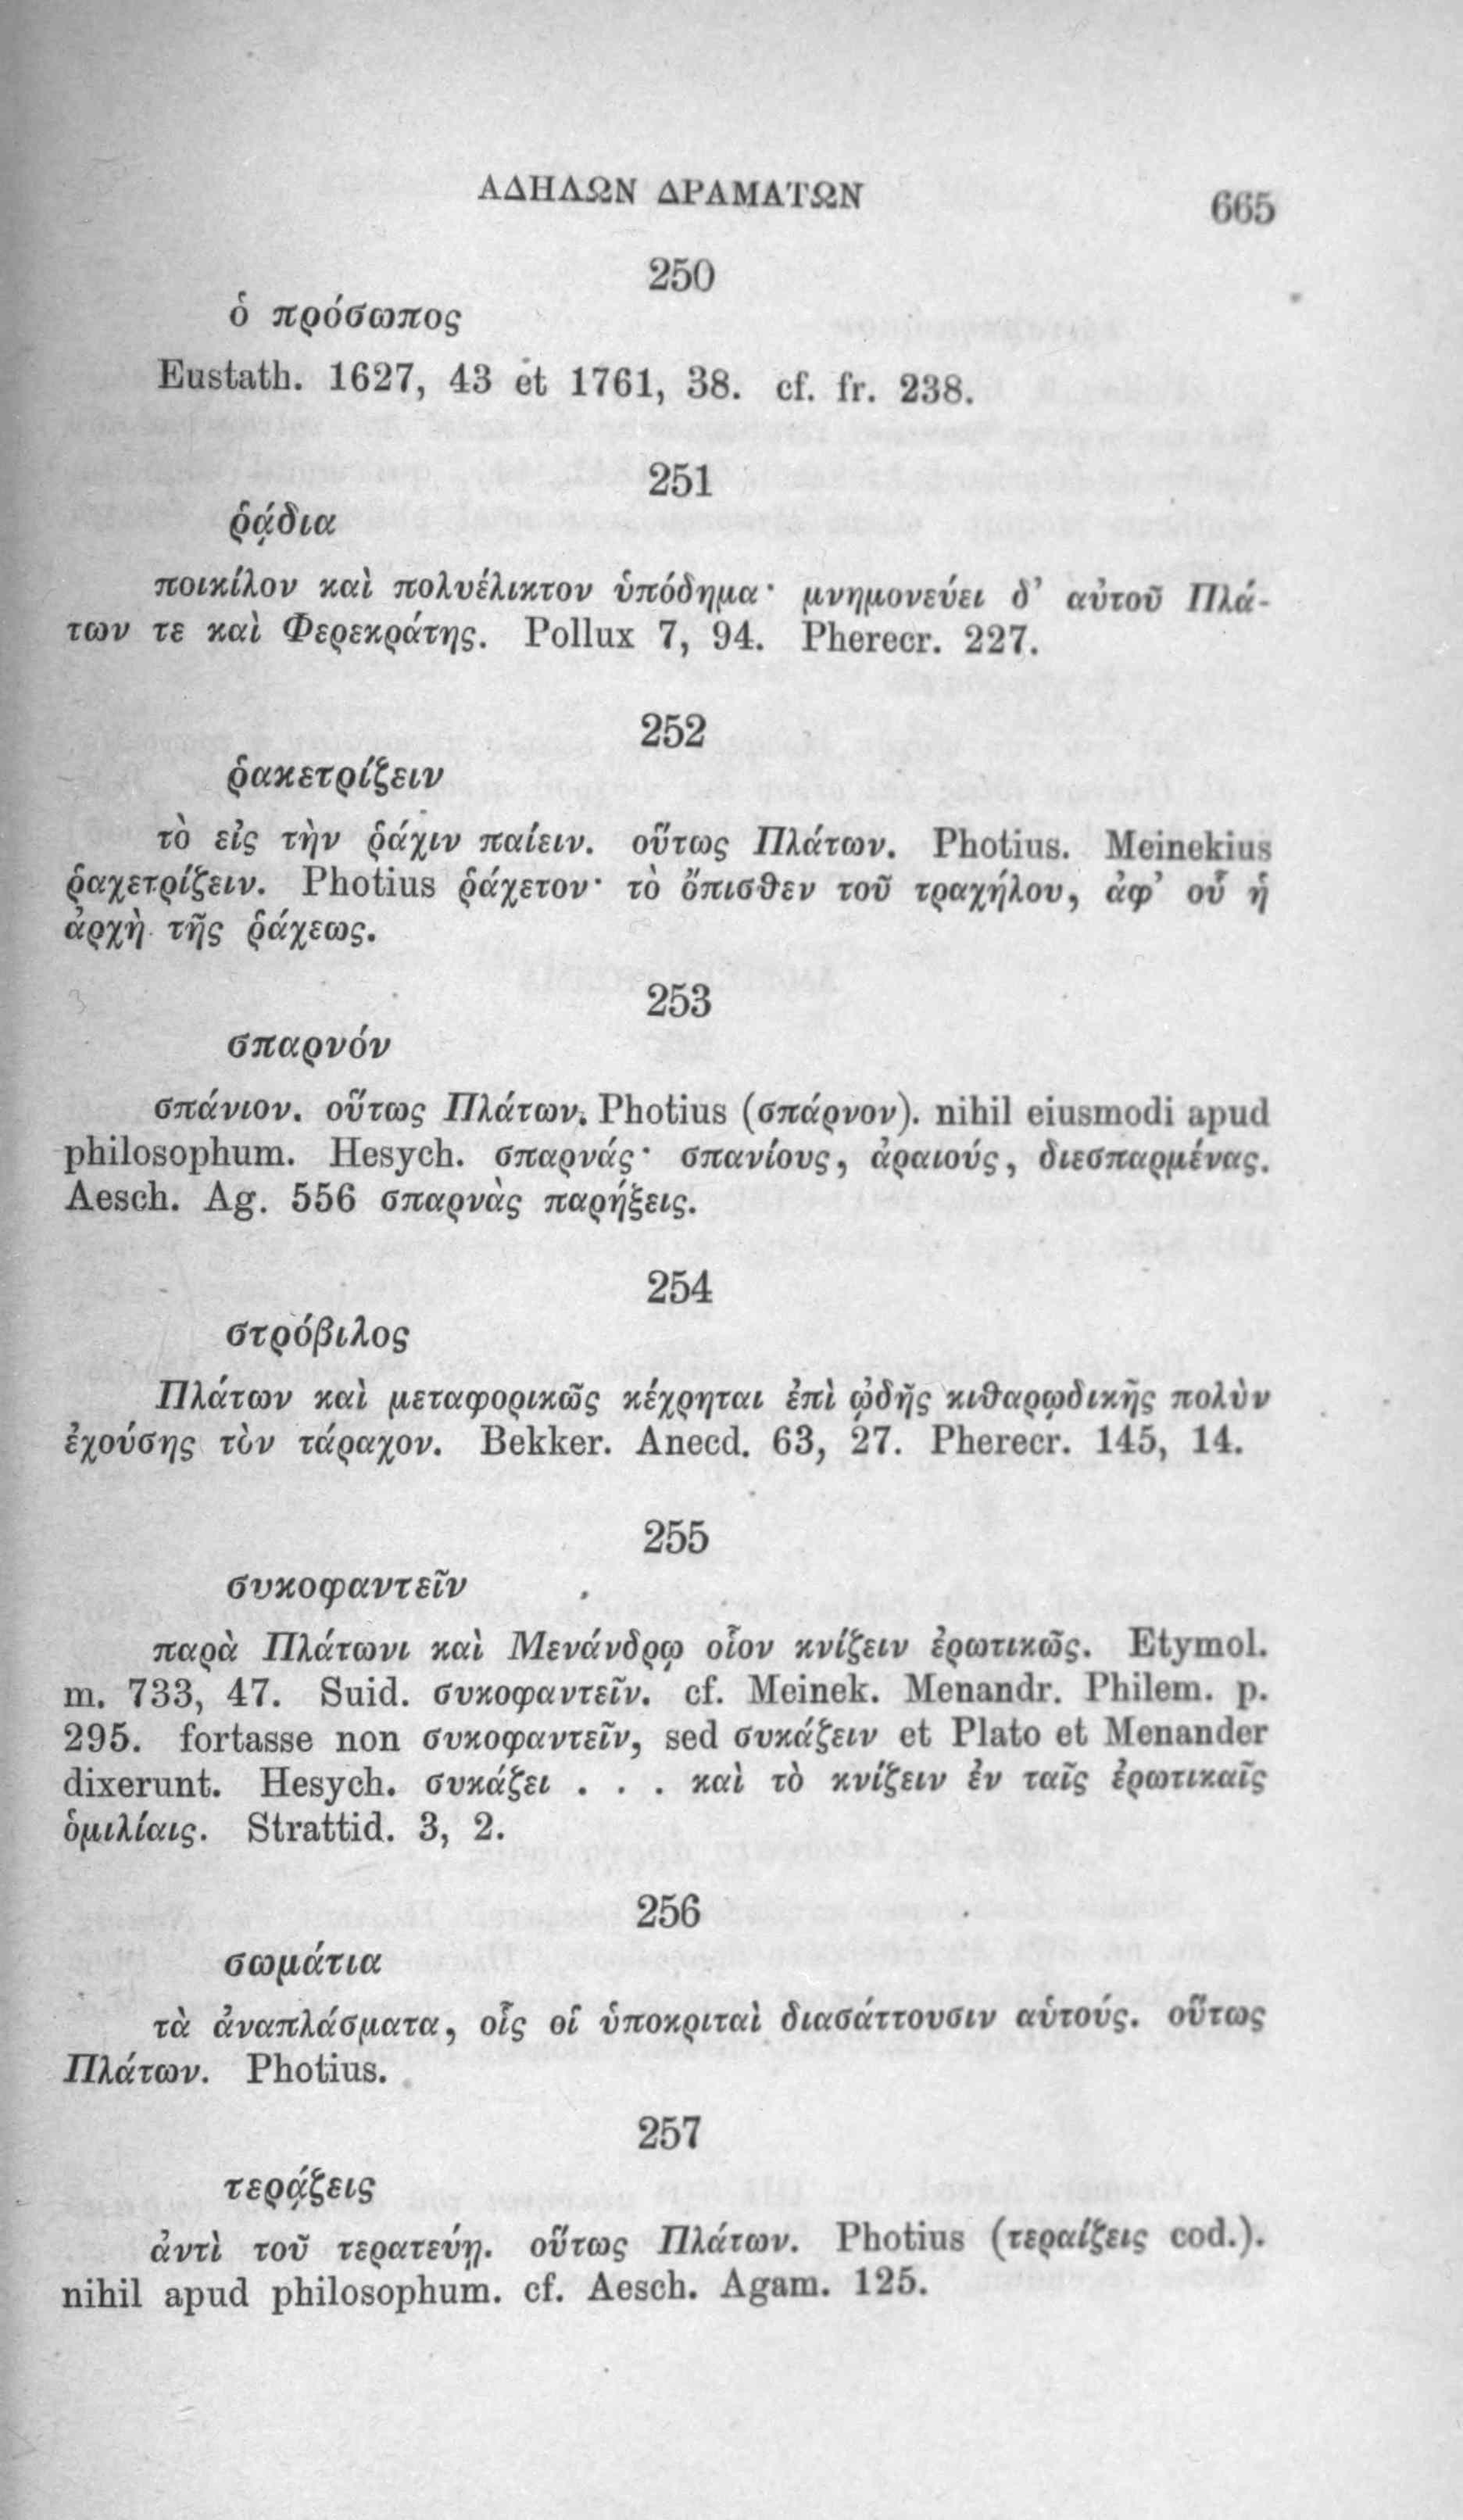 ΑΔΗΛΩΝ ΔΡΑΜΑΤΩΝ 665
250
ὁ πρόσωπος
Eustath. 1627, 43 et 1761, 38. cf. fr. 238.
251
ῥᾴδια
ποικίλον καὶ πολυέλικτον ὑπόδημα· μνημονεύει δ’ αὐτοῦ Πλά-
των τε καὶ Φερεκράτης. Pollux 7, 94. Pherecr. 227.
252
ῥακετρίζειν
τὸ εἰς τὴν ῥάχιν παίειν. οὕτως Πλάτων. Photius. Meinekius
ῥαχετρίζειν. Photius ῥάχετον· τὸ ὄπισθεν τοῦ τραχήλου, ἀφ’ οὗ ἡ
ἀρχὴ τῆς ῥάχεως.
253
σπαρνόν
σπάνιον. οὕτως Πλάτων. Photius (σπάρνον). nihil eiusmodi apud
philosophum. Hesych. σπαρνάς· σπανίους, ἀραιούς, διεσπαρμένας.
Aesch. Ag. 556 σπαρνὰς παρήξεις.
254
στρόβιλος
Πλάτων καὶ μεταφορικῶς κέχρηται ἐπὶ ᾠδῆς κιθαρῳδικῆς πολὺν
ἐχούσης τὸν τάραχον. Bekker. Anecd. 63, 27. Pherecr. 145, 14.
255
συκοφαντεῖν
παρὰ Πλάτωνι καὶ Μενάνδρῳ οἷον κνίζειν ἐρωτικῶς. Etymol.
m. 733, 47. Suid. συκοφαντεῖν. cf. Meinek. Menandr. Philem. p.
295. fortasse non συκοφαντεῖν, sed συκάζειν et Plato et Menander
dixerunt. Hesych. συκάζει . . . καὶ τὸ κνίζειν ἐν ταῖς ἐρωτικαῖς
ὁμιλίαις. Strattid. 3, 2.
256
σωμάτια
τὰ ἀναπλάσματα, οἷς οἱ ὑποκριταὶ διασάττουσιν αὑτούς. οὕτως
Πλάτων. Photius.
257
τερᾴζεις
ἀντὶ τοῦ τερατεύῃ. οὕτως Πλάτων. Photius (τεραίζεις cod.).
nihil apud philosophum. cf. Aesch. Agam. 125.